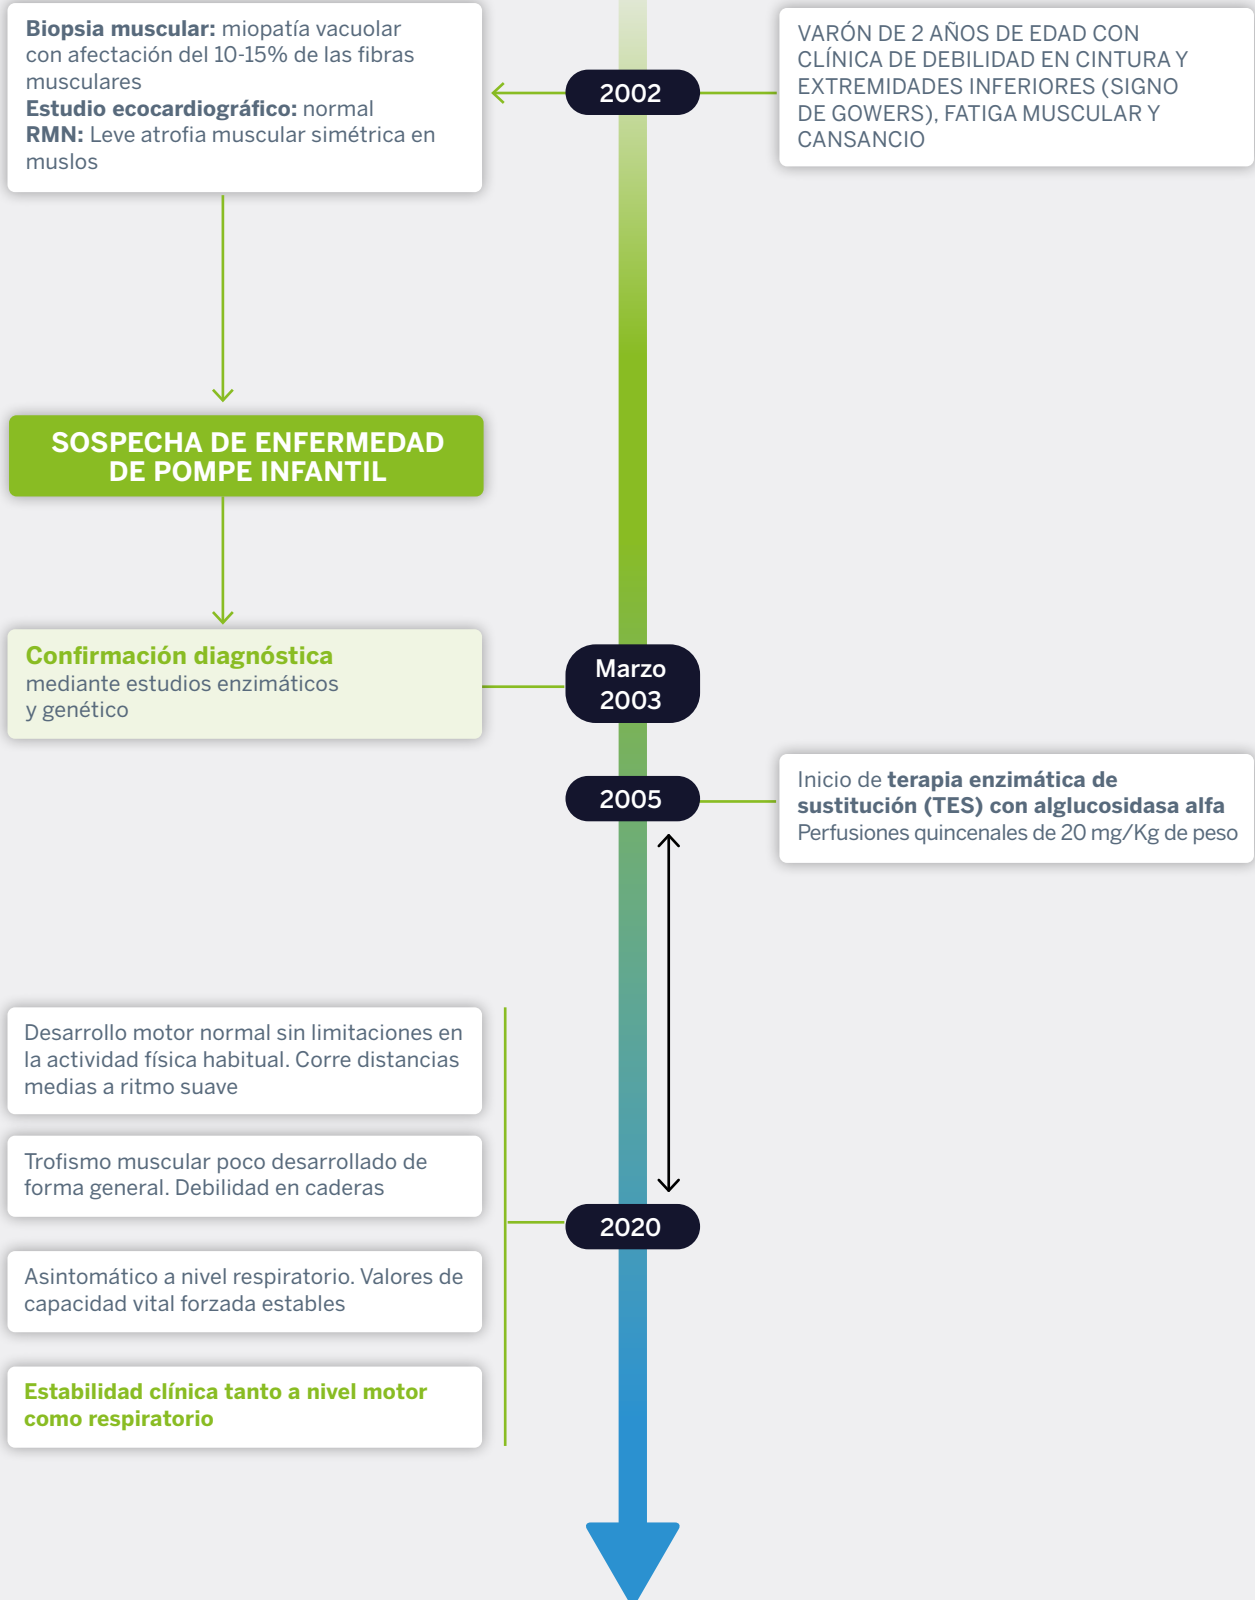 Biopsia muscular: miopatía vacuolar
con afectación del 10-15% de las fibras
musculares
Estudio ecocardiográfico: normal
RMN: Leve atrofia muscular simétrica en
muslos
2002
VARÓN DE 2 AÑOS DE EDAD CON
CLÍNICA DE DEBILIDAD EN CINTURA Y
EXTREMIDADES INFERIORES (SIGNO
DE GOWERS), FATIGA MUSCULAR Y
CANSANCIO
SOSPECHA DE ENFERMEDAD
DE POMPE INFANTIL
Confirmación diagnóstica
mediante estudios enzimáticos
y genético
Marzo
2003
2005
Inicio de terapia enzimática de
sustitución (TES) con alglucosidasa alfa
Perfusiones quincenales de 20 mg/Kg de peso
Desarrollo motor normal sin limitaciones en
la actividad física habitual. Corre distancias
medias a ritmo suave
Trofismo muscular poco desarrollado de
forma general. Debilidad en caderas
2020
Asintomático a nivel respiratorio. Valores de
capacidad vital forzada estables
Estabilidad clínica tanto a nivel motor
como respiratorio